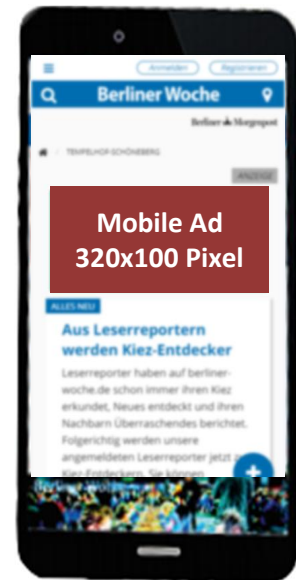 Anmelden Registrieren
Berliner Woche
Berliner Morgenpost
TEMPELHOF-SCHÖNEBERG
ANZEIGE
Mobile Ad
320x100 Pixel
ALLES NEU
Aus Leserreportern
werden Kiez-Entdecker
Leserreporter haben auf berliner-
woche.de schon immer ihren Kiez
erkundet, Neues entdeckt und ihren
Nachbarn Überraschendes berichtet.
Folgerichtig werden unsere
angemeldeten Leserreporter jetzt
Kiez-Entdeckern. Sie können
Berliner Woche